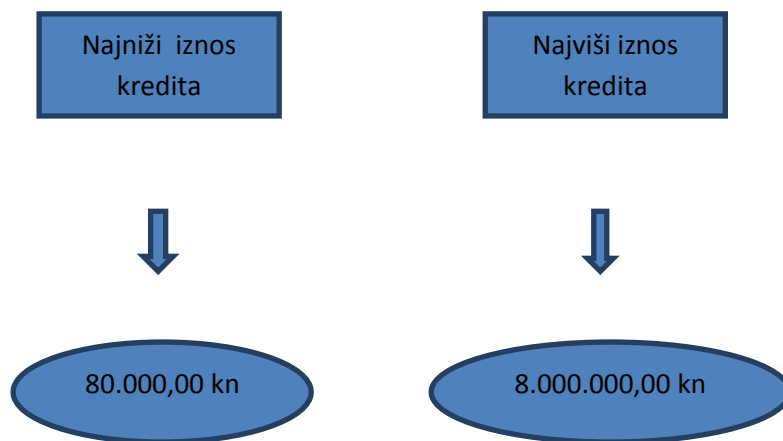 Najniži iznos
kredita
Najviši iznos
kredita
80.000,00 kn
8.000.000,00 kn